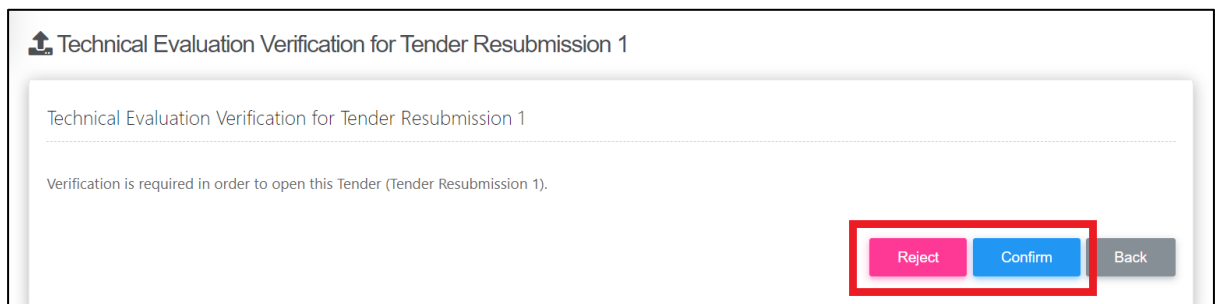 Technical Evaluation Verification for Tender Resubmission 1
Technical Evaluation Verification for Tender Resubmission 1
Verification is required in order to open this Tender (Tender Resubmission 1).
Reject Confirm Back